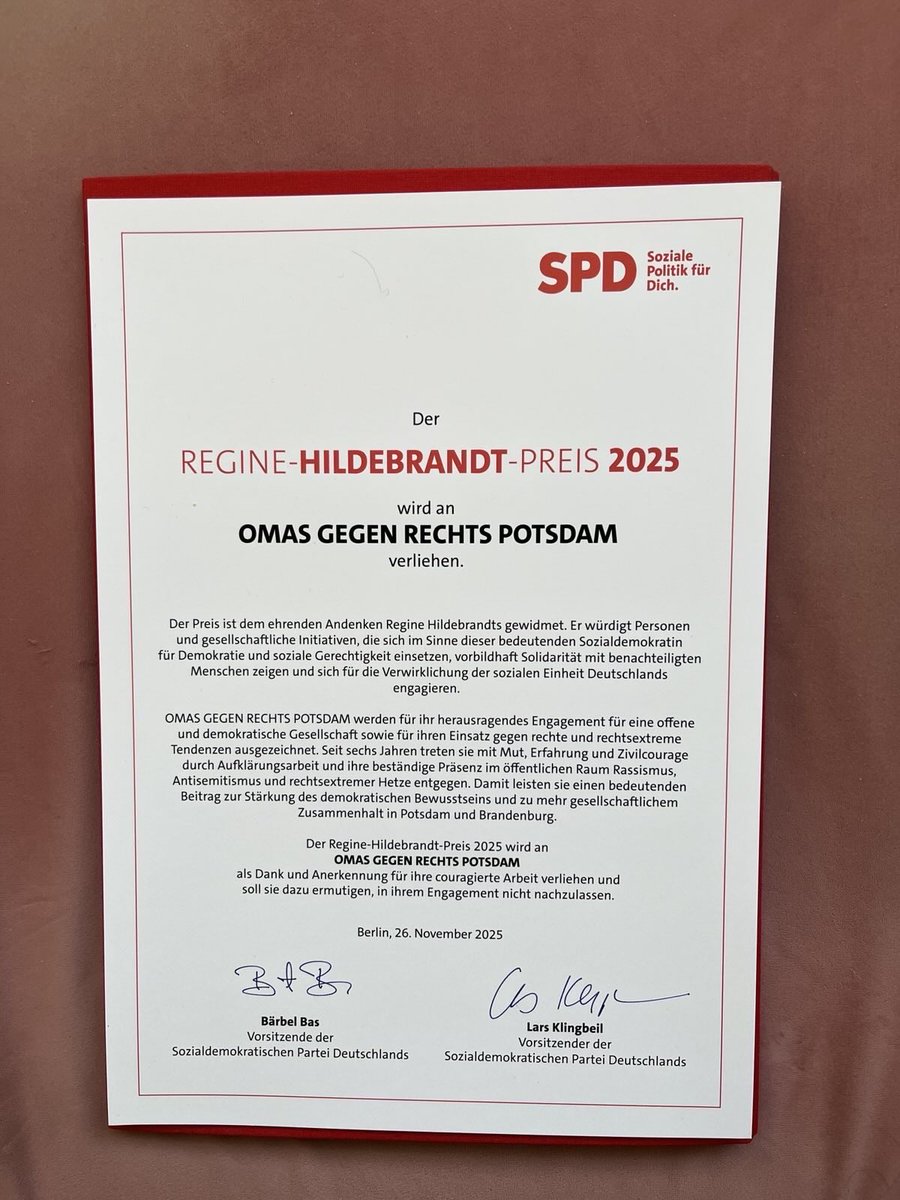 SPD Soziale
Politik für
Dich.
Der
REGINE-HILDEBRANDT-PREIS 2025
wird an
OMAS GEGEN RECHTS POTSDAM
verliehen.
Der Preis ist dem ehrenden Andenken Regine Hildebrandts gewidmet. Er würdigt Personen
und gesellschaftliche Initiativen, die sich im Sinne dieser bedeutenden Sozialdemokratin
für Demokratie und soziale Gerechtigkeit einsetzen, vorbildhaft Solidarität mit benachteiligten
Menschen zeigen und sich für die Verwirklichung der sozialen Einheit Deutschlands
engagieren.
OMAS GEGEN RECHTS POTSDAM werden für ihr herausragendes Engagement für eine offene
und demokratische Gesellschaft sowie für ihren Einsatz gegen rechte und rechtsextreme
Tendenzen ausgezeichnet. Seit sechs Jahren treten sie mit Mut, Erfahrung und Zivilcourage
durch Aufklärungsarbeit und ihre beständige Präsenz im öffentlichen Raum Rassismus,
Antisemitismus und rechtsextremer Hetze entgegen. Damit leisten sie einen bedeutenden
Beitrag zur Stärkung des demokratischen Bewusstseins und zu mehr gesellschaftlichem
Zusammenhalt in Potsdam und Brandenburg.
Der Regine-Hildebrandt-Preis 2025 wird an
OMAS GEGEN RECHTS POTSDAM
als Dank und Anerkennung für ihre couragierte Arbeit verliehen und
soll sie dazu ermutigen, in ihrem Engagement nicht nachzulassen.
Berlin, 26. November 2025
Bärbel Bas
Vorsitzende der
Sozialdemokratischen Partei Deutschlands
Lars Klingbeil
Vorsitzender der
Sozialdemokratischen Partei Deutschlands